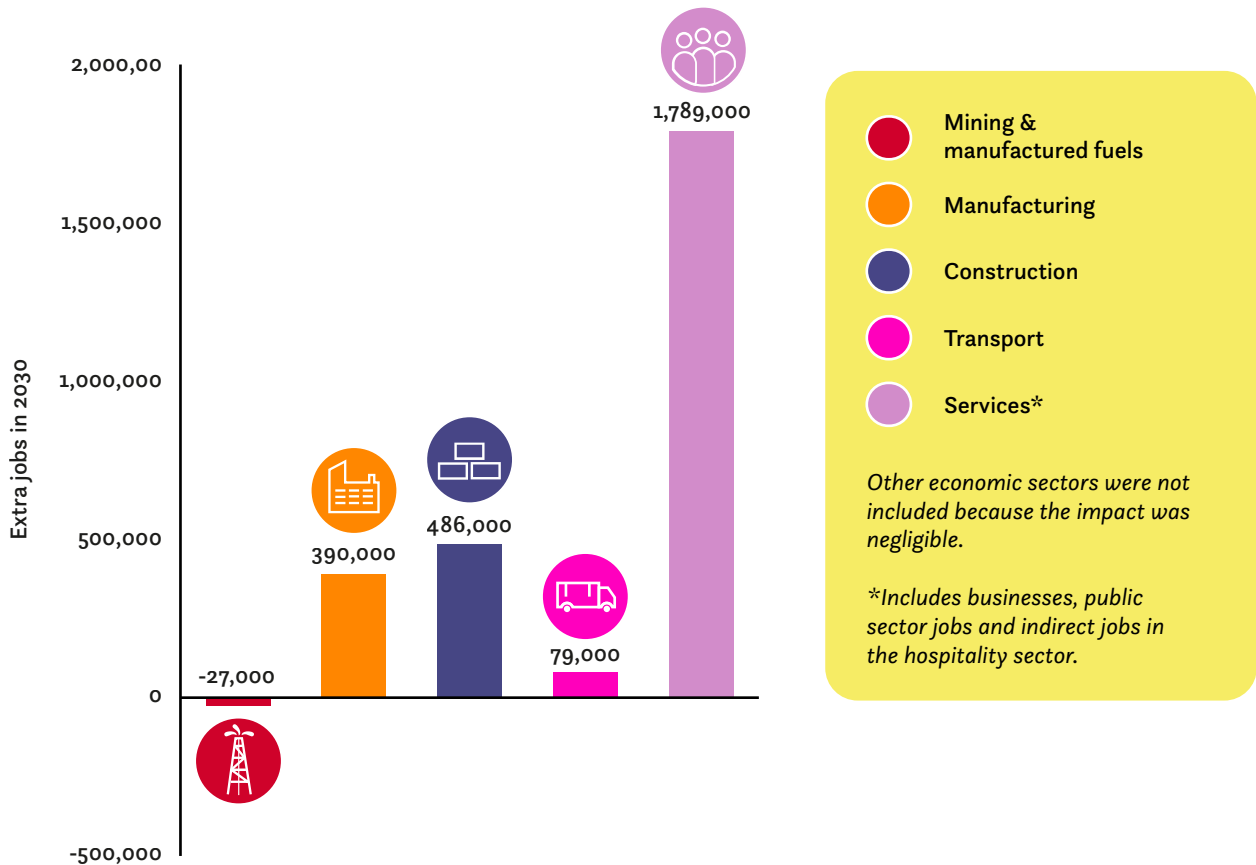 Extra jobs in 2030
2,000,00
1,500,000
1,000,000
500,000
0
-500,000
-27,000
390,000
486,000
79,000
1,789,000
Mining &
manufactured fuels
Manufacturing
Construction
Transport
Services*
Other economic sectors were not
included because the impact was
negligible.
*Includes businesses, public
sector jobs and indirect jobs in
the hospitality sector.